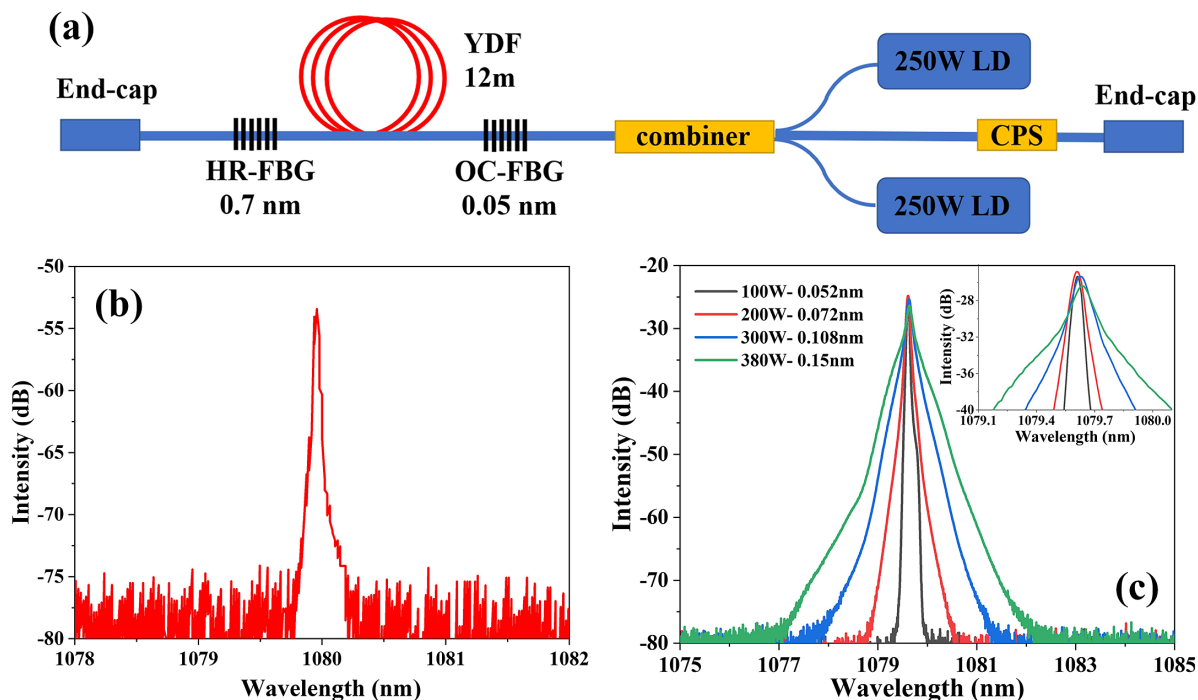 (a)
End-cap
YDF
12m
250W LD
End-cap
combiner
CPS
HR-FBG
0.7 nm
OC-FBG
0.05 nm
250W LD
(b)
Intensity (dB)
-50
-55
-60
-65
-70
-75
-80
1078
1079
1080
1081
1082
Wavelength (nm)
(c)
Intensity (dB)
-20
-30
-40
-50
-60
-70
-80
1075
1077
1079
1081
1083
1085
Wavelength (nm)
100W- 0.052nm
200W- 0.072nm
300W- 0.108nm
380W- 0.15nm
Intensity (dB)
-28
-32
-36
-40
1079.1
1079.4
1079.7
1080.0
Wavelength (nm)